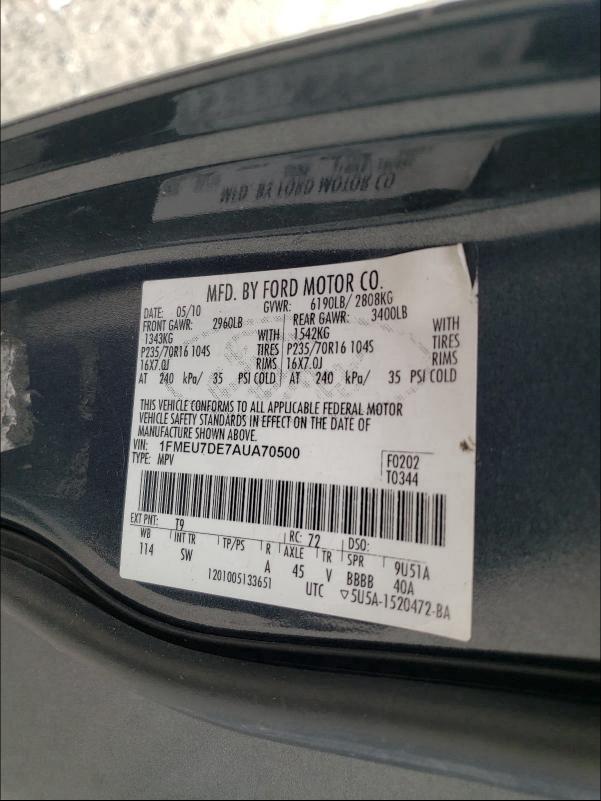 MFD. BY FORD MOTOR CO
MFD. BY FORD MOTOR CO.
DATE: 05/10 GVWR: 6190LB/ 2808KG
FRONT GAWR: 2960LB REAR GAWR: 3400LB
1343KG WITH 1542KG WITH
P235/70R16 104S TIRES P235/70R16 104S TIRES
16X7.0J RIMS 16X7.0J RIMS
AT 240 kPa/ 35 PSI COLD AT 240 kPa/ 35 PSI COLD
THIS VEHICLE CONFORMS TO ALL APPLICABLE FEDERAL MOTOR
VEHICLE SAFETY STANDARDS IN EFFECT ON THE DATE OF
MANUFACTURE SHOWN ABOVE.
VIN: 1FMEU7DE7AUA70500 F0202
TYPE: MPV T0344
EXT PNT: T9 RC: 72 DSO:
WB INT TR TP/PS R AXLE TR SPR 9U51A
114 SW A 45 V BBBB 40A
1201005133651 UTC ▽5U5A-1520472-BA